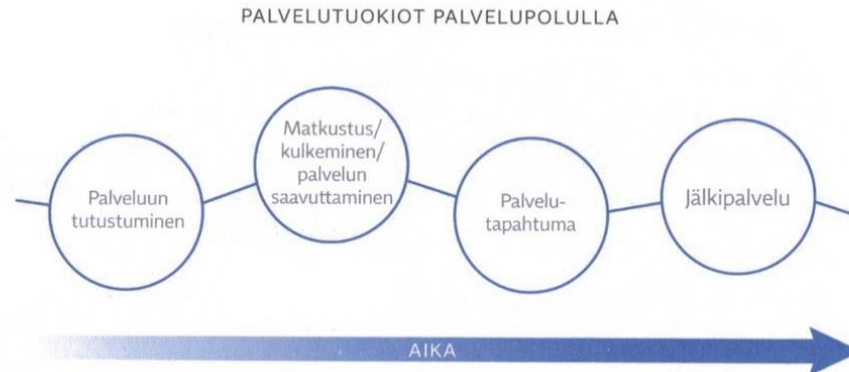 PALVELUTUOKIOT PALVELUPOLULLA
Palveluun
tutustuminen
Matkustus/
kulkeminen/
palvelun
saavuttaminen
Palvelu-
tapahtuma
Jälkipalvelu
AIKA